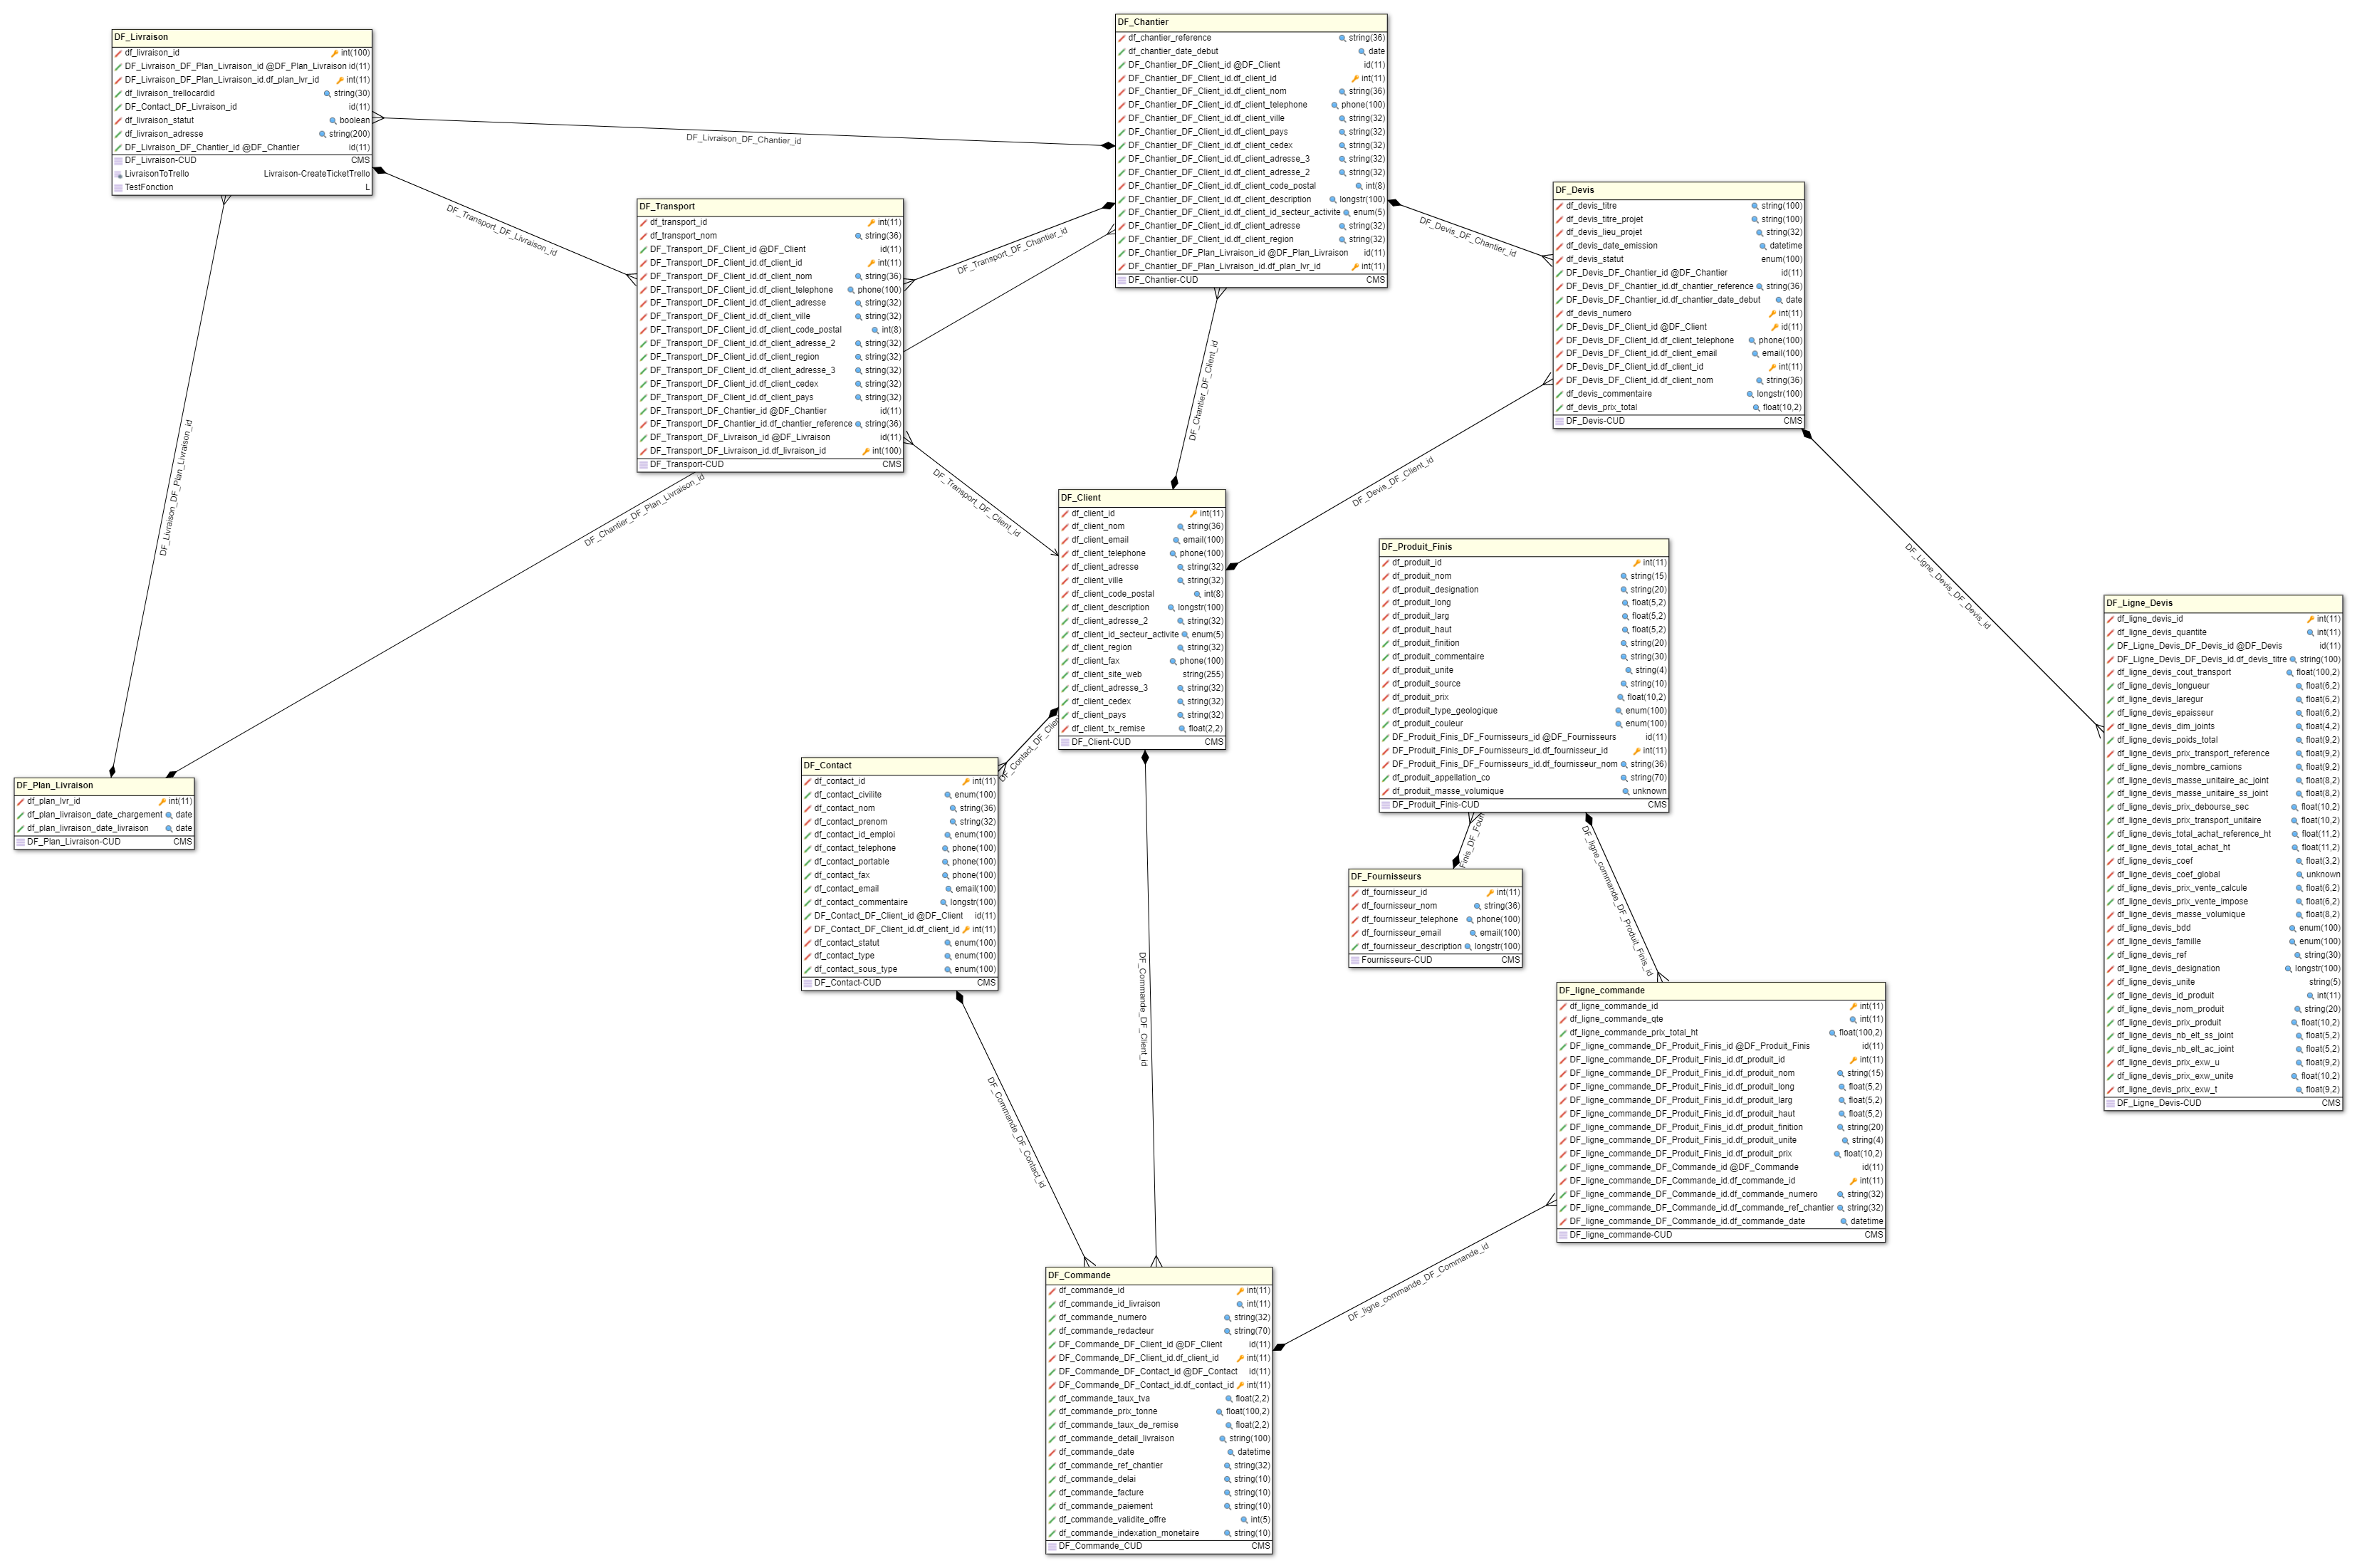 DF_Livraison
df_livraison_id int(100)
DF_Livraison_DF_Plan_Livraison_id @DF_Plan_Livraison id(11)
DF_Livraison_DF_Plan_Livraison_id.df_plan_lvr_id int(11)
df_livraison_trellocardid string(30)
DF_Contact_DF_Livraison_id id(11)
df_livraison_statut boolean
df_livraison_adresse string(200)
DF_Livraison_DF_Chantier_id @DF_Chantier id(11)
DF_Livraison-CUD CMS
LivraisonToTrello Livraison-CreateTicketTrello
TestFonction L
DF_Livraison_DF_Chantier_id
DF_Transport_DF_Livraison_id
DF_Livraison_DF_Plan_Livraison_id
DF_Chantier
df_chantier_reference string(36)
df_chantier_date_debut date
DF_Chantier_DF_Client_id @DF_Client id(11)
DF_Chantier_DF_Client_id.df_client_id int(11)
DF_Chantier_DF_Client_id.df_client_nom string(36)
DF_Chantier_DF_Client_id.df_client_telephone phone(100)
DF_Chantier_DF_Client_id.df_client_ville string(32)
DF_Chantier_DF_Client_id.df_client_pays string(32)
DF_Chantier_DF_Client_id.df_client_cedex string(32)
DF_Chantier_DF_Client_id.df_client_adresse_3 string(32)
DF_Chantier_DF_Client_id.df_client_adresse_2 string(32)
DF_Chantier_DF_Client_id.df_client_code_postal int(8)
DF_Chantier_DF_Client_id.df_client_description longstr(100)
DF_Chantier_DF_Client_id.df_client_id_secteur_activite enum(5)
DF_Chantier_DF_Client_id.df_client_adresse string(32)
DF_Chantier_DF_Client_id.df_client_region string(32)
DF_Chantier_DF_Plan_Livraison_id @DF_Plan_Livraison id(11)
DF_Chantier_DF_Plan_Livraison_id.df_plan_lvr_id int(11)
DF_Chantier-CUD CMS
DF_Transport_DF_Chantier_id
DF_Devis_DF_Chantier_id
DF_Chantier_DF_Client_id
DF_Transport
df_transport_id int(11)
df_transport_nom string(36)
DF_Transport_DF_Client_id @DF_Client id(11)
DF_Transport_DF_Client_id.df_client_id int(11)
DF_Transport_DF_Client_id.df_client_nom string(36)
DF_Transport_DF_Client_id.df_client_telephone phone(100)
DF_Transport_DF_Client_id.df_client_adresse string(32)
DF_Transport_DF_Client_id.df_client_ville string(32)
DF_Transport_DF_Client_id.df_client_code_postal int(8)
DF_Transport_DF_Client_id.df_client_adresse_2 string(32)
DF_Transport_DF_Client_id.df_client_region string(32)
DF_Transport_DF_Client_id.df_client_adresse_3 string(32)
DF_Transport_DF_Client_id.df_client_cedex string(32)
DF_Transport_DF_Client_id.df_client_pays string(32)
DF_Transport_DF_Chantier_id @DF_Chantier id(11)
DF_Transport_DF_Chantier_id.df_chantier_reference string(36)
DF_Transport_DF_Livraison_id @DF_Livraison id(11)
DF_Transport_DF_Livraison_id.df_livraison_id int(100)
DF_Transport-CUD CMS
DF_Chantier_DF_Plan_Livraison_id
DF_Transport_DF_Client_id
DF_Devis
df_devis_titre string(100)
df_devis_titre_projet string(100)
df_devis_lieu_projet string(32)
df_devis_date_emission datetime
df_devis_statut enum(100)
DF_Devis_DF_Chantier_id @DF_Chantier id(11)
DF_Devis_DF_Chantier_id.df_chantier_reference string(36)
DF_Devis_DF_Chantier_id.df_chantier_date_debut date
df_devis_numero int(11)
DF_Devis_DF_Client_id @DF_Client id(11)
DF_Devis_DF_Client_id.df_client_telephone phone(100)
DF_Devis_DF_Client_id.df_client_email email(100)
DF_Devis_DF_Client_id.df_client_id int(11)
DF_Devis_DF_Client_id.df_client_nom string(36)
df_devis_commentaire longstr(100)
df_devis_prix_total float(10,2)
DF_Devis-CUD CMS
DF_Devis_DF_Client_id
DF_Ligne_Devis_DF_Devis_id
DF_Client
df_client_id int(11)
df_client_nom string(36)
df_client_email email(100)
df_client_telephone phone(100)
df_client_adresse string(32)
df_client_ville string(32)
df_client_code_postal int(8)
df_client_description longstr(100)
df_client_adresse_2 string(32)
df_client_id_secteur_activite enum(5)
df_client_region string(32)
df_client_fax phone(100)
df_client_site_web string(255)
df_client_adresse_3 string(32)
df_client_cedex string(32)
df_client_pays string(32)
df_client_tx_remise float(2,2)
DF_Client-CUD CMS
DF_Contact_DF_Clie
DF_Commande_DF_Client_id
DF_Produit_Finis
df_produit_id int(11)
df_produit_nom string(15)
df_produit_designation string(20)
df_produit_long float(5,2)
df_produit_larg float(5,2)
df_produit_haut float(5,2)
df_produit_finition string(20)
df_produit_commentaire string(30)
df_produit_unite string(4)
df_produit_source string(10)
df_produit_prix float(10,2)
df_produit_type_geologique enum(100)
df_produit_couleur enum(100)
DF_Produit_Finis_DF_Fournisseurs_id @DF_Fournisseurs id(11)
DF_Produit_Finis_DF_Fournisseurs_id.df_fournisseur_id int(11)
DF_Produit_Finis_DF_Fournisseurs_id.df_fournisseur_nom string(36)
df_produit_appellation_co string(70)
df_produit_masse_volumique unknown
DF_Produit_Finis-CUD CMS
Finis_DF_Four
DF_ligne_commande_DF_Produit_Finis_id
DF_Ligne_Devis
df_ligne_devis_id int(11)
df_ligne_devis_quantite int(11)
DF_Ligne_Devis_DF_Devis_id @DF_Devis id(11)
DF_Ligne_Devis_DF_Devis_id.df_devis_titre string(100)
df_ligne_devis_cout_transport float(100,2)
df_ligne_devis_longueur float(6,2)
df_ligne_devis_laregur float(6,2)
df_ligne_devis_epaisseur float(6,2)
df_ligne_devis_dim_joints float(4,2)
df_ligne_devis_poids_total float(9,2)
df_ligne_devis_prix_transport_reference float(9,2)
df_ligne_devis_nombre_camions float(9,2)
df_ligne_devis_masse_unitaire_ac_joint float(8,2)
df_ligne_devis_masse_unitaire_ss_joint float(8,2)
df_ligne_devis_prix_debourse_sec float(10,2)
df_ligne_devis_prix_transport_unitaire float(10,2)
df_ligne_devis_total_achat_reference_ht float(11,2)
df_ligne_devis_total_achat_ht float(11,2)
df_ligne_devis_coef float(3,2)
df_ligne_devis_coef_global unknown
df_ligne_devis_prix_vente_calcule float(6,2)
df_ligne_devis_prix_vente_impose float(6,2)
df_ligne_devis_masse_volumique float(8,2)
df_ligne_devis_bdd enum(100)
df_ligne_devis_famille enum(100)
df_ligne_devis_ref string(30)
df_ligne_devis_designation longstr(100)
df_ligne_devis_unite string(5)
df_ligne_devis_id_produit int(11)
df_ligne_devis_nom_produit string(20)
df_ligne_devis_prix_produit float(10,2)
df_ligne_devis_nb_elt_ss_joint float(5,2)
df_ligne_devis_nb_elt_ac_joint float(5,2)
df_ligne_devis_prix_exw_u float(9,2)
df_ligne_devis_prix_exw_unite float(10,2)
df_ligne_devis_prix_exw_t float(9,2)
DF_Ligne_Devis-CUD CMS
DF_Plan_Livraison
df_plan_lvr_id int(11)
df_plan_livraison_date_chargement date
df_plan_livraison_date_livraison date
DF_Plan_Livraison-CUD CMS
DF_Contact
df_contact_id int(11)
df_contact_civilite enum(100)
df_contact_nom string(36)
df_contact_prenom string(32)
df_contact_id_emploi enum(100)
df_contact_telephone phone(100)
df_contact_portable phone(100)
df_contact_fax phone(100)
df_contact_email email(100)
df_contact_commentaire longstr(100)
DF_Contact_DF_Client_id @DF_Client id(11)
DF_Contact_DF_Client_id.df_client_id int(11)
df_contact_statut enum(100)
df_contact_type enum(100)
df_contact_sous_type enum(100)
DF_Contact-CUD CMS
DF_Commande_DF_Contact_id
DF_Fournisseurs
df_fournisseur_id int(11)
df_fournisseur_nom string(36)
df_fournisseur_telephone phone(100)
df_fournisseur_email email(100)
df_fournisseur_description longstr(100)
Fournisseurs-CUD CMS
DF_ligne_commande
df_ligne_commande_id int(11)
df_ligne_commande_qte int(11)
df_ligne_commande_prix_total_ht float(100,2)
DF_ligne_commande_DF_Produit_Finis_id @DF_Produit_Finis id(11)
DF_ligne_commande_DF_Produit_Finis_id.df_produit_id int(11)
DF_ligne_commande_DF_Produit_Finis_id.df_produit_nom string(15)
DF_ligne_commande_DF_Produit_Finis_id.df_produit_long float(5,2)
DF_ligne_commande_DF_Produit_Finis_id.df_produit_larg float(5,2)
DF_ligne_commande_DF_Produit_Finis_id.df_produit_haut float(5,2)
DF_ligne_commande_DF_Produit_Finis_id.df_produit_finition string(20)
DF_ligne_commande_DF_Produit_Finis_id.df_produit_unite string(4)
DF_ligne_commande_DF_Produit_Finis_id.df_produit_prix float(10,2)
DF_ligne_commande_DF_Commande_id @DF_Commande id(11)
DF_ligne_commande_DF_Commande_id.df_commande_id int(11)
DF_ligne_commande_DF_Commande_id.df_commande_numero string(32)
DF_ligne_commande_DF_Commande_id.df_commande_ref_chantier string(32)
DF_ligne_commande_DF_Commande_id.df_commande_date datetime
DF_ligne_commande-CUD CMS
DF_ligne_commande_DF_Commande_id
DF_Commande
df_commande_id int(11)
df_commande_id_livraison int(11)
df_commande_numero string(32)
df_commande_redacteur string(70)
DF_Commande_DF_Client_id @DF_Client id(11)
DF_Commande_DF_Client_id.df_client_id int(11)
DF_Commande_DF_Contact_id @DF_Contact id(11)
DF_Commande_DF_Contact_id.df_contact_id int(11)
df_commande_taux_tva float(2,2)
df_commande_prix_tonne float(100,2)
df_commande_taux_de_remise float(2,2)
df_commande_detail_livraison string(100)
df_commande_date datetime
df_commande_ref_chantier string(32)
df_commande_delai string(10)
df_commande_facture string(10)
df_commande_paiement string(10)
df_commande_validite_offre int(5)
df_commande_indexation_monetaire string(10)
DF_Commande_CUD CMS